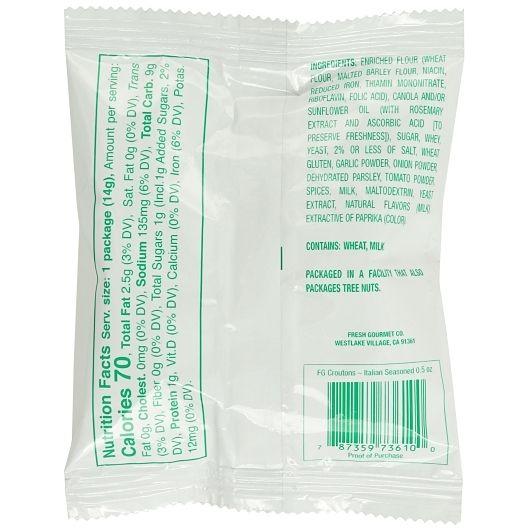 Nutrition Facts Serv. size: 1 package (14g), Amount per serving:
Calories 70, Total Fat 2.5g (3% DV), Sat. Fat 0g (0% DV), Trans
Fat 0g, Cholest. 0mg (0% DV), Sodium 135mg (6% DV), Total Carb. 9g
(3% DV), Fiber 0g (0% DV), Total Sugars 1g (Incl.1g Added Sugars, 2%
DV), Protein 1g, Vit.D (0% DV), Calcium (0% DV), Iron (6% DV), Potas.
12mg (0% DV).
INGREDIENTS: ENRICHED FLOUR (WHEAT
FLOUR, MALTED BARLEY FLOUR, NIACIN,
REDUCED IRON, THIAMIN MONONITRATE,
RIBOFLAVIN, FOLIC ACID), CANOLA AND/OR
SUNFLOWER OIL (WITH ROSEMARY
EXTRACT AND ASCORBIC ACID [TO
PRESERVE FRESHNESS]), SUGAR, WHEY,
YEAST, 2% OR LESS OF SALT, WHEAT
GLUTEN, GARLIC POWDER, ONION POWDER,
DEHYDRATED PARSLEY, TOMATO POWDER,
SPICES, MILK, MALTODEXTRIN, YEAST
EXTRACT, NATURAL FLAVORS (MILK)
EXTRACTIVE OF PAPRIKA (COLOR)
CONTAINS: WHEAT, MILK
PACKAGED IN A FACILITY THAT ALSO
PACKAGES TREE NUTS.
FRESH GOURMET CO.
WESTLAKE VILLAGE, CA 91361
FG Croutons ~ Italian Seasoned 0.5 oz
7 87359 73610 0
Proof of Purchase